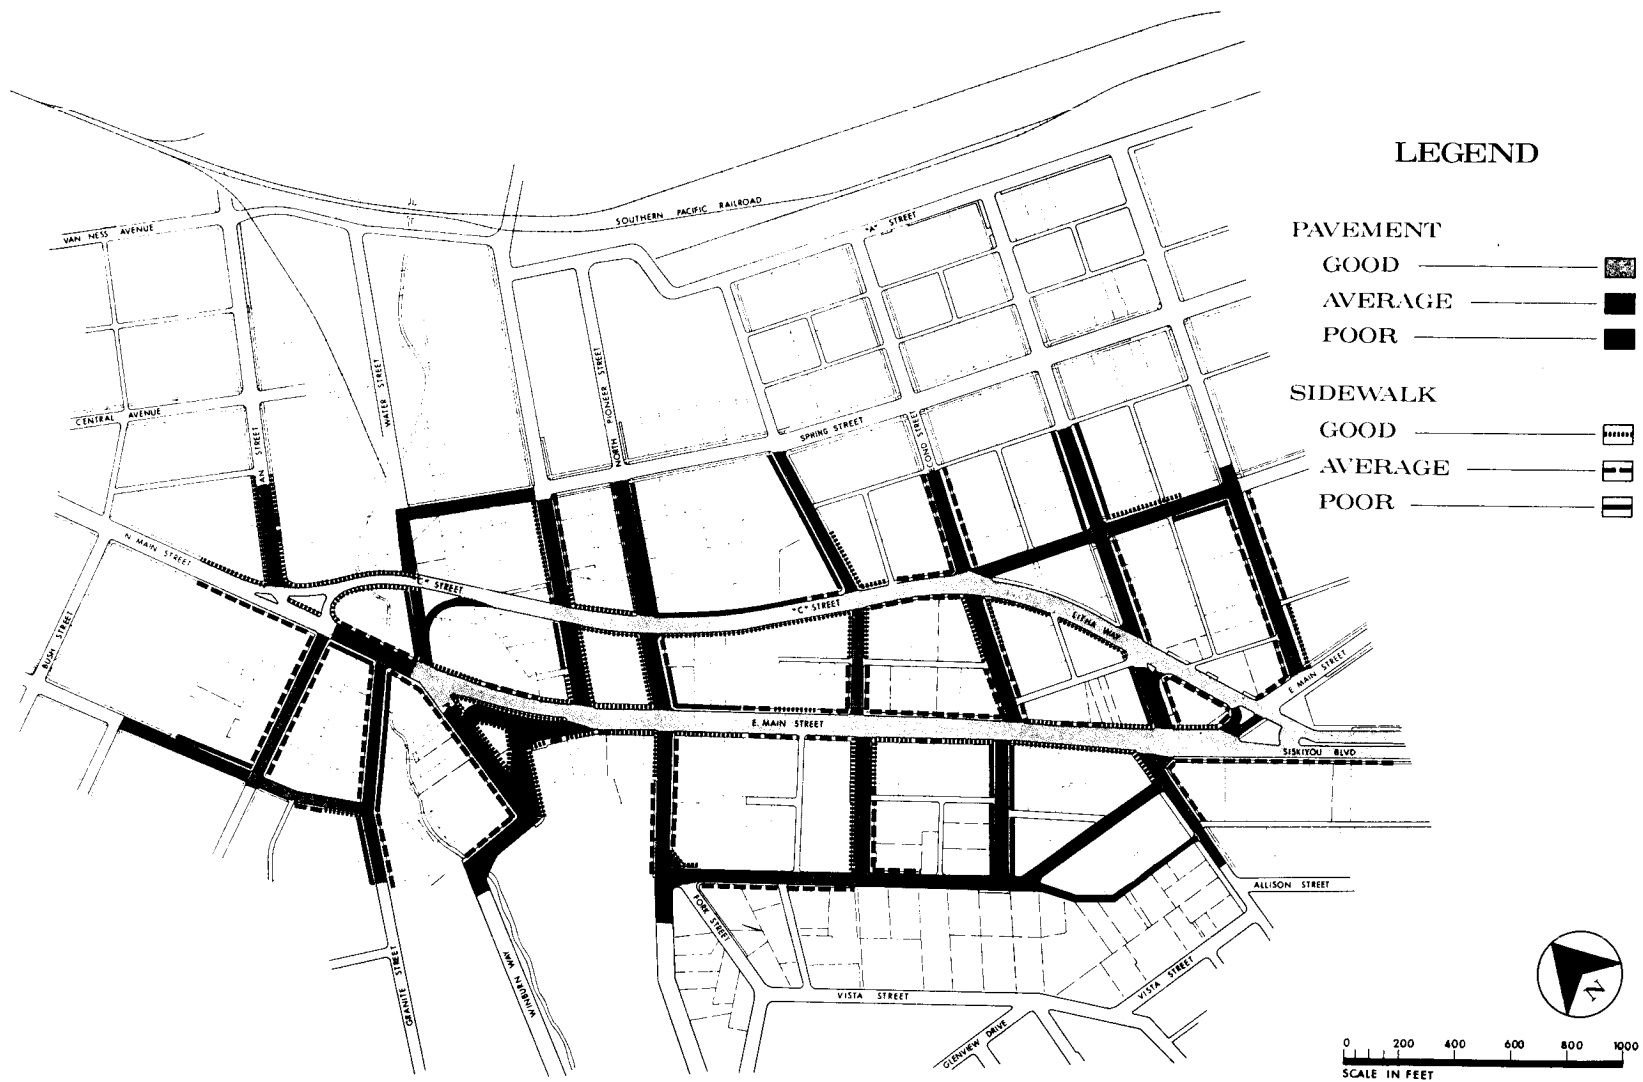 LEGEND
PAVEMENT
GOOD
AVERAGE
POOR
SIDEWALK
GOOD
AVERAGE
POOR
SOUTHERN PACIFIC RAILROAD
"A" STREET
VAN NESS AVENUE
WATER STREET
NORTH PIONEER STREET
CENTRAL AVENUE
SPRING STREET
STREET
N MAIN STREET
"C" STREET
"C" STREET
BUSH STREET
WAY
E. MAIN STREET
E MAIN STREET
SISKIYOU BLVD
ALLISON STREET
FORK STREET
GRANITE STREET
WINBURN WAY
VISTA STREET
VISTA STREET
GLENVIEW DRIVE
N
0 200 400 600 800 1000
SCALE IN FEET